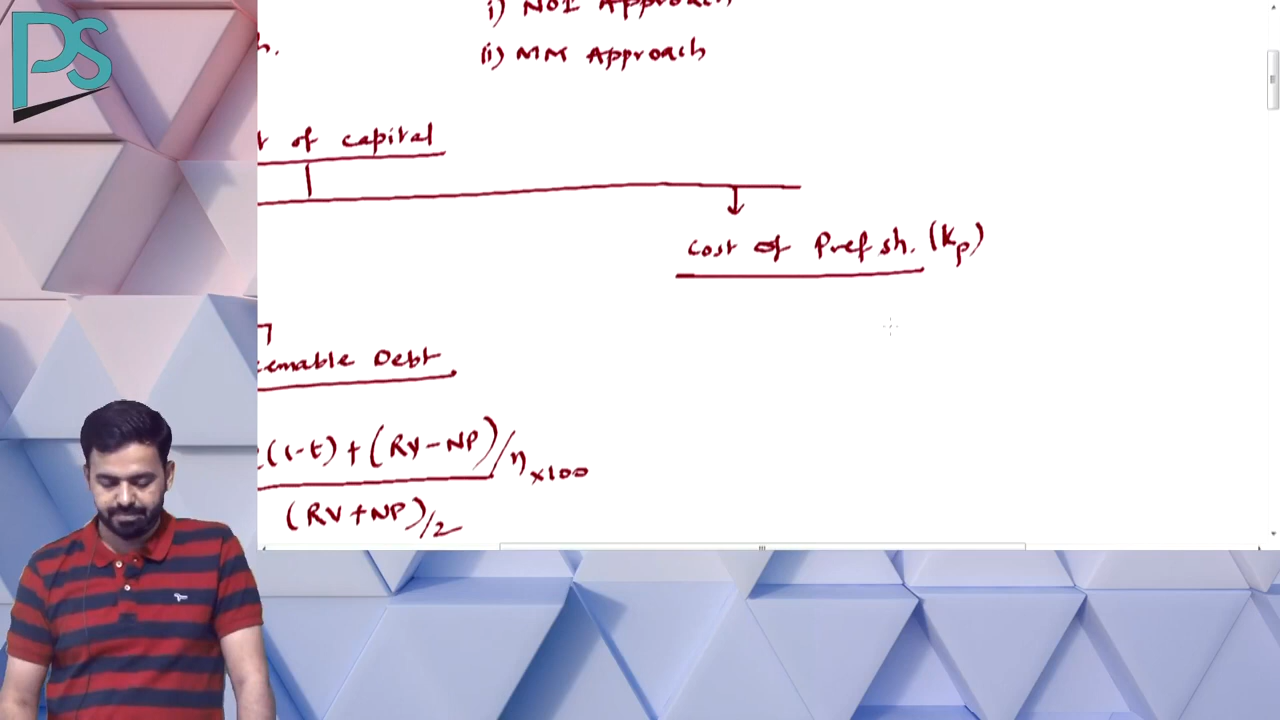 PS
i) NOI Approach
h.
(ii) MM Approach
t of capital
Cost of Pref sh. (Kp)
emable Debt
(1-t) + (RV-NP)/n x100
(RV+NP)/2